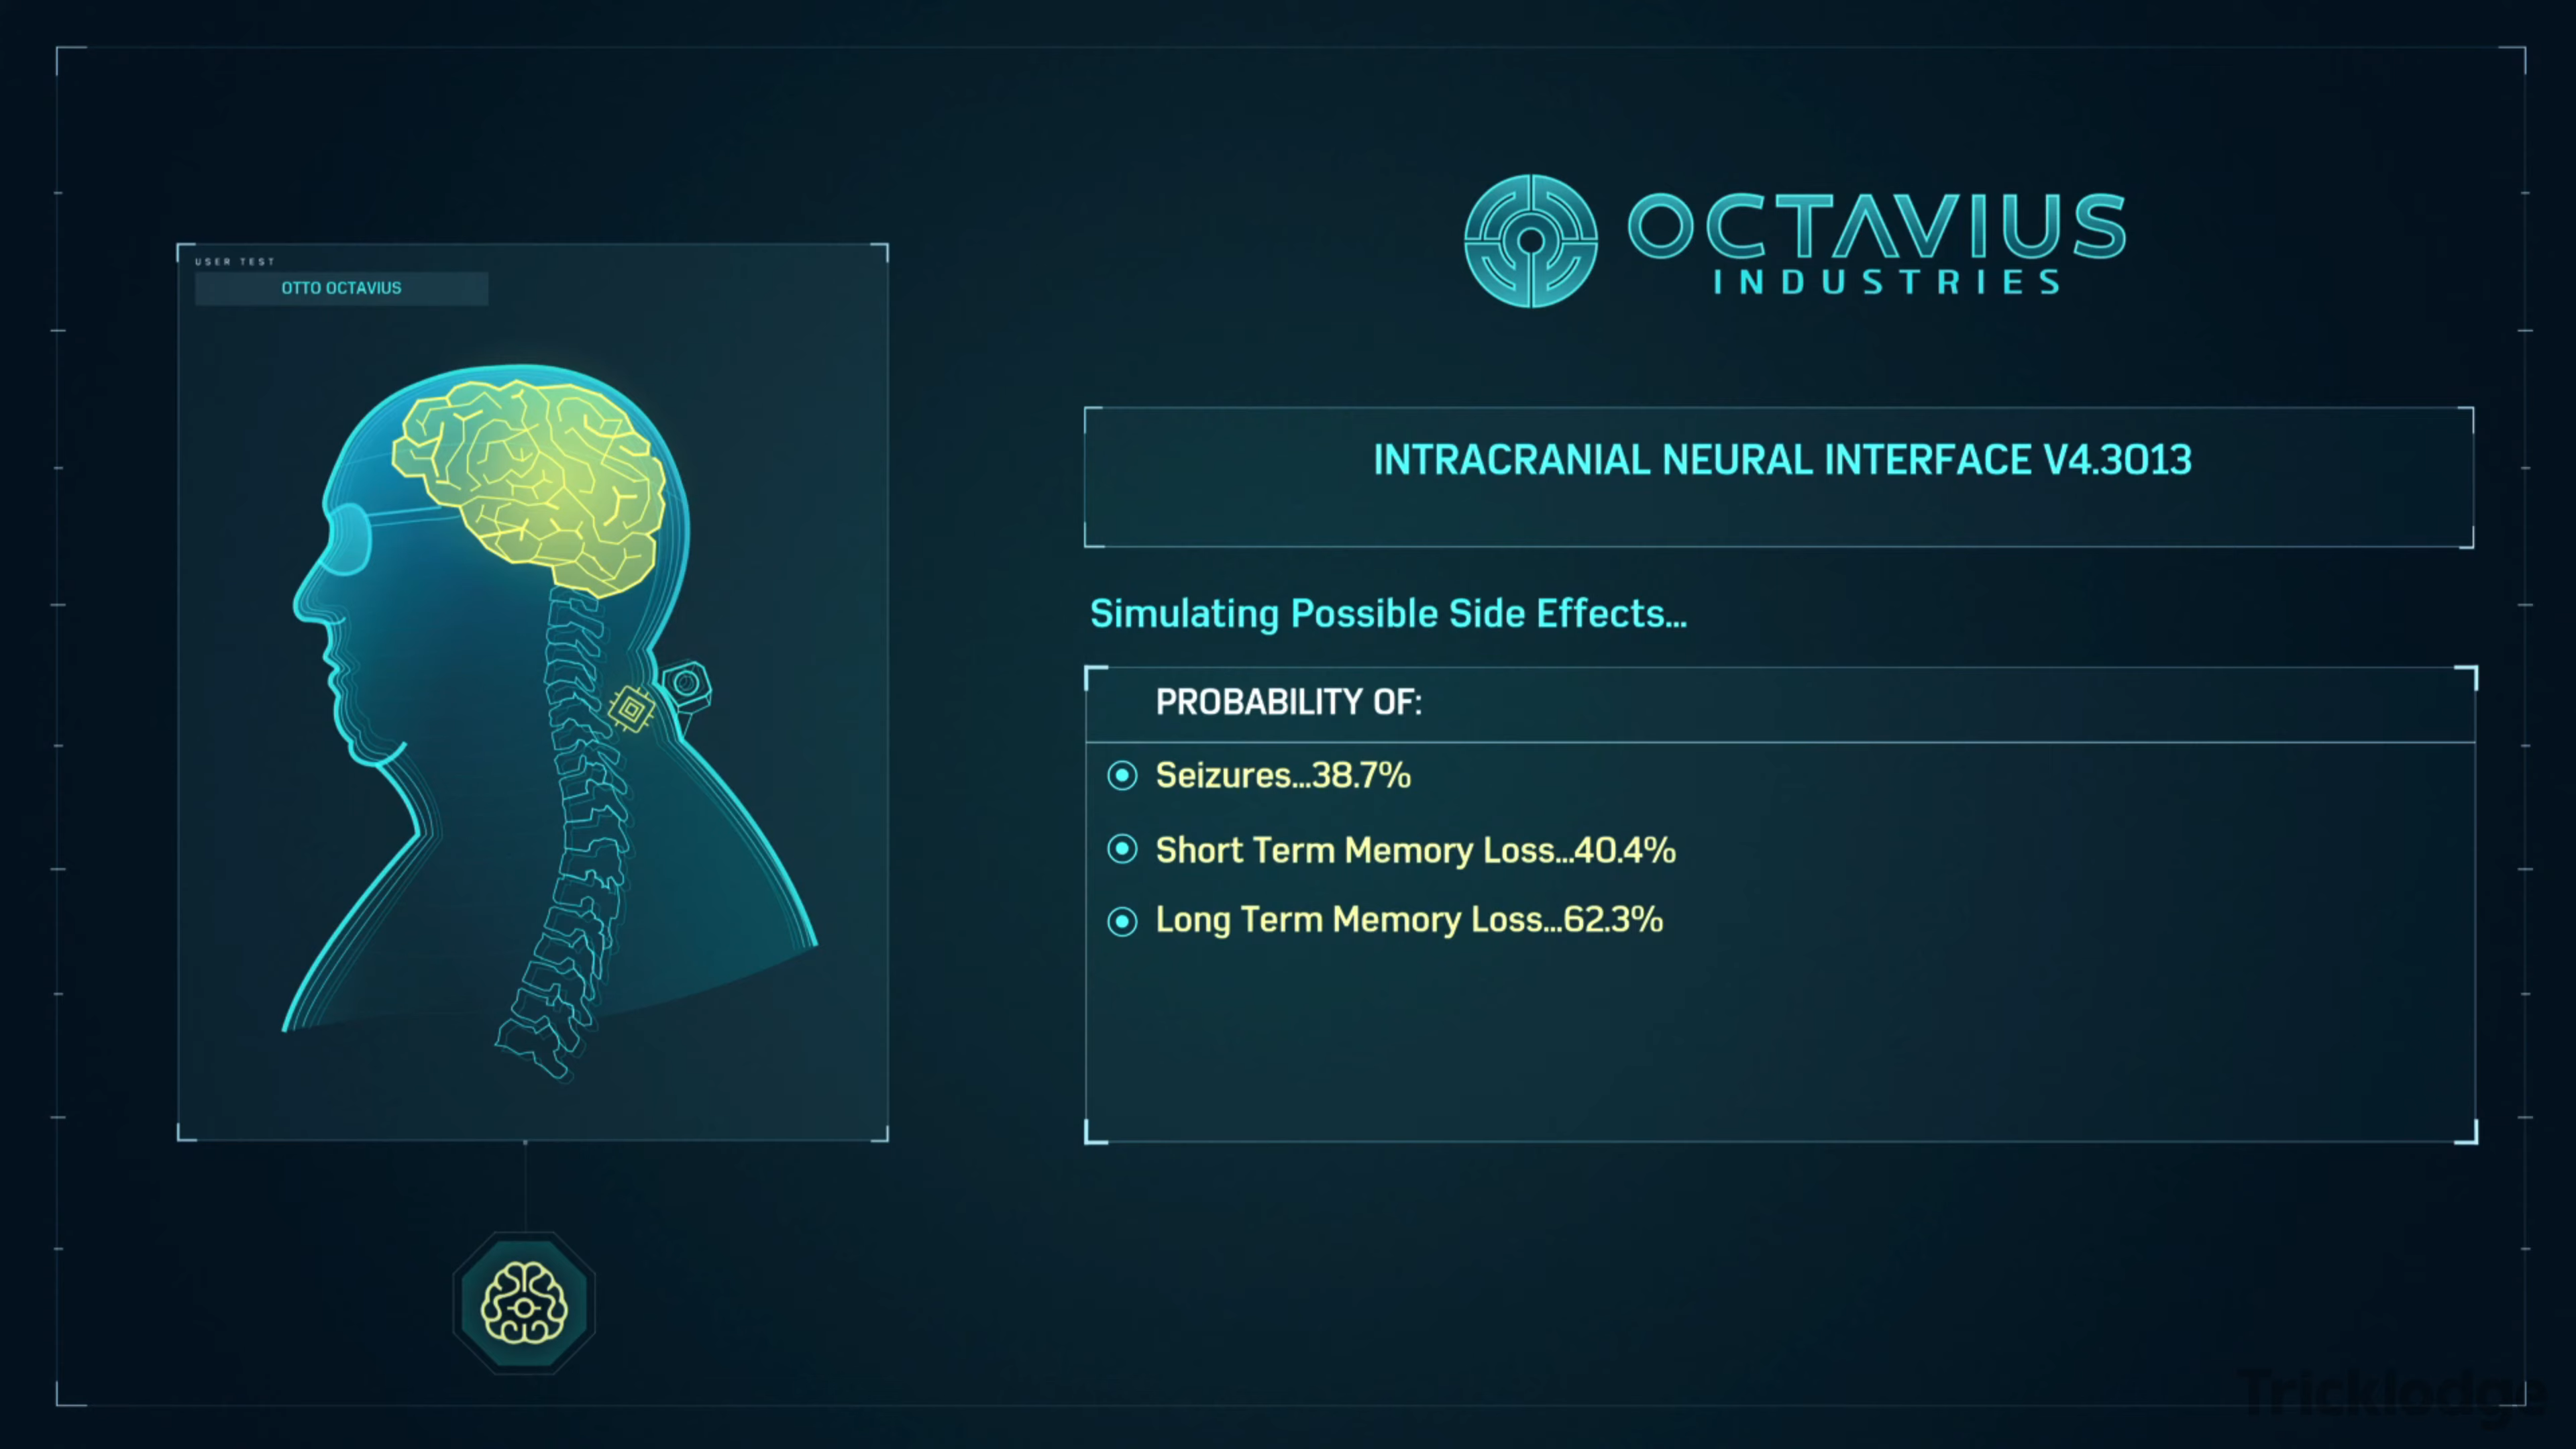 USER TEST
OTTO OCTAVIUS
OCTAVIUS
INDUSTRIES
INTRACRANIAL NEURAL INTERFACE V4.3013
Simulating Possible Side Effects...
PROBABILITY OF:
Seizures...38.7%
Short Term Memory Loss...40.4%
Long Term Memory Loss...62.3%
Tricklodge